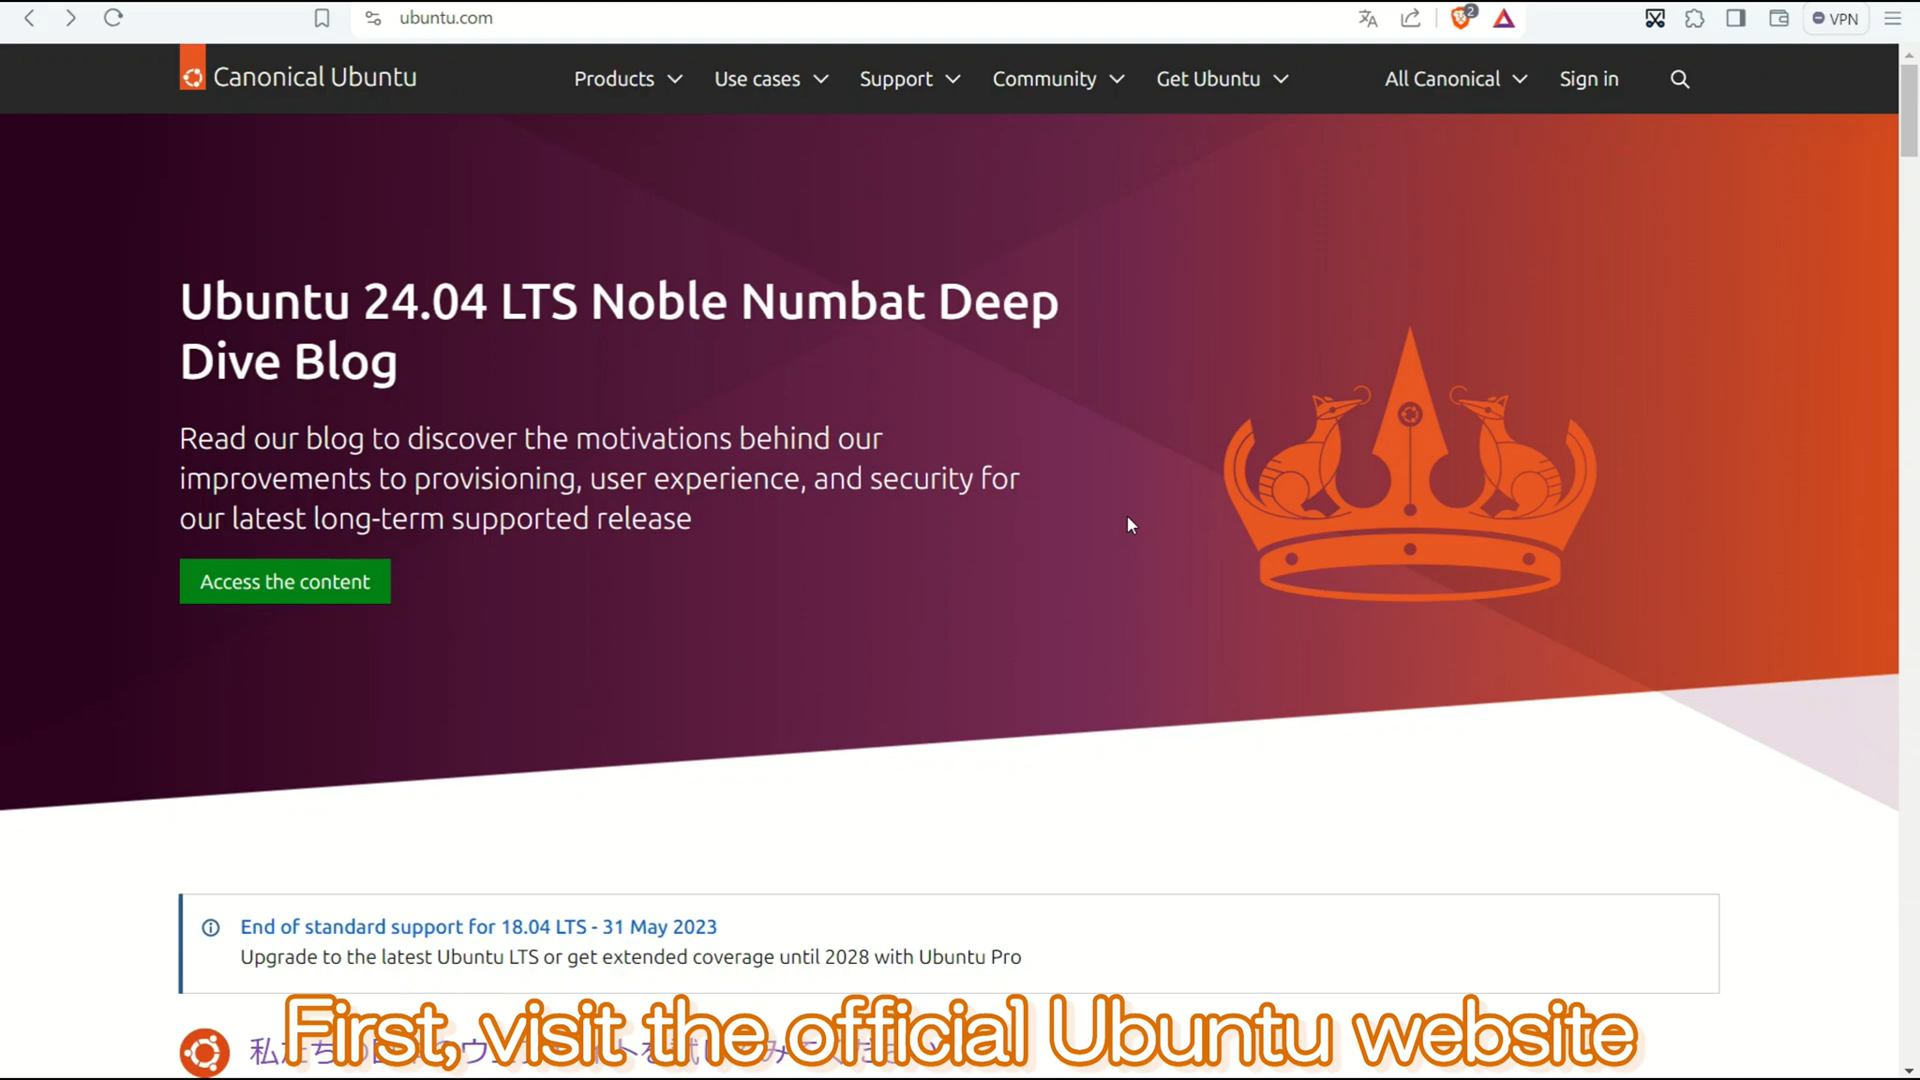 ubuntu.com
2
VPN
Canonical Ubuntu
Products
Use cases
Support
Community
Get Ubuntu
All Canonical
Sign in
Ubuntu 24.04 LTS Noble Numbat Deep
Dive Blog
Read our blog to discover the motivations behind our
improvements to provisioning, user experience, and security for
our latest long-term supported release
Access the content
End of standard support for 18.04 LTS - 31 May 2023
Upgrade to the latest Ubuntu LTS or get extended coverage until 2028 with Ubuntu Pro
First, visit the official Ubuntu website